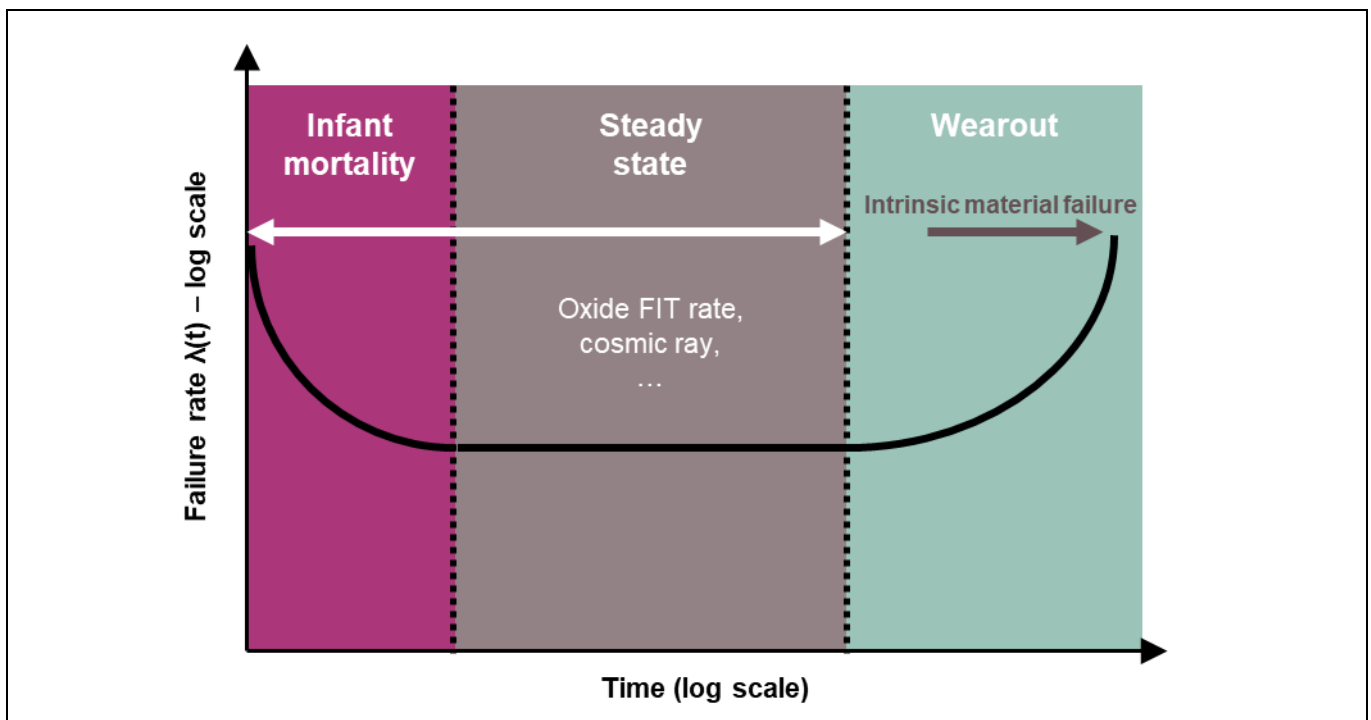 Infant
mortality
Steady
state
Wearout
Intrinsic material failure
Oxide FIT rate,
cosmic ray,
…
Failure rate λ(t) – log scale
Time (log scale)